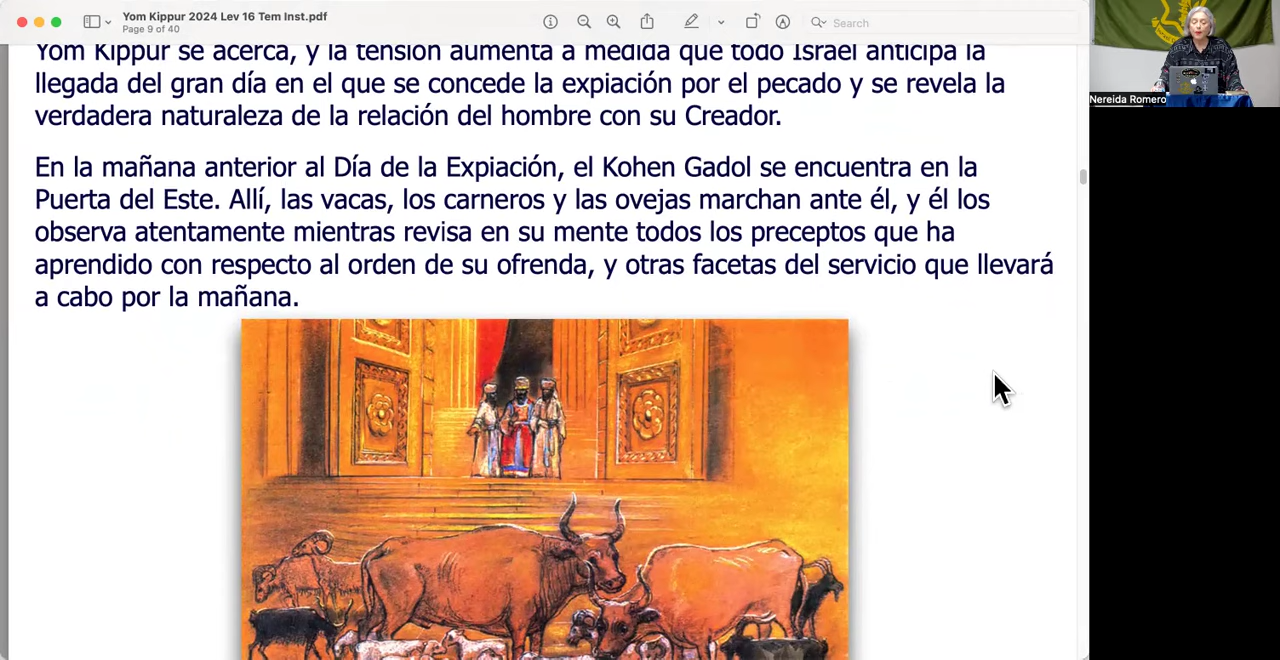 Yom Kippur 2024 Lev 16 Tem Inst.pdf
Page 9 of 40
Search
Yom Kippur se acerca, y la tensión aumenta a medida que todo Israel anticipa la
llegada del gran día en el que se concede la expiación por el pecado y se revela la
verdadera naturaleza de la relación del hombre con su Creador.
En la mañana anterior al Día de la Expiación, el Kohen Gadol se encuentra en la
Puerta del Este. Allí, las vacas, los carneros y las ovejas marchan ante él, y él los
observa atentamente mientras revisa en su mente todos los preceptos que ha
aprendido con respecto al orden de su ofrenda, y otras facetas del servicio que llevará
a cabo por la mañana.
Nereida Romero